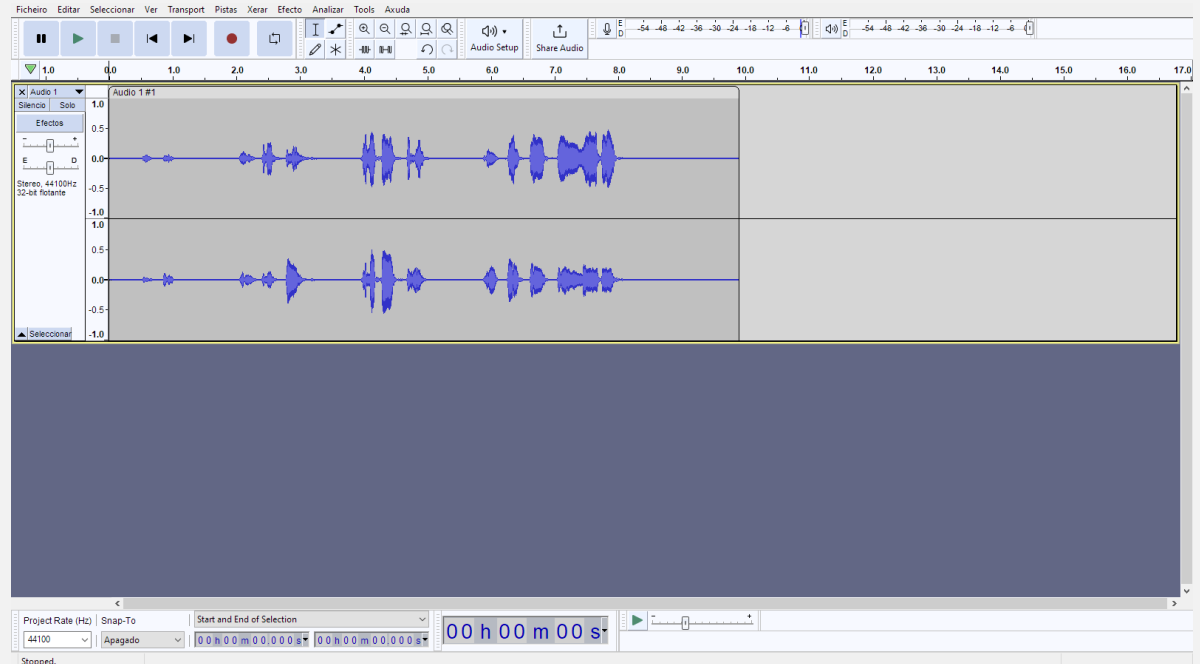 Ficheiro Editar Seleccionar Ver Transport Pistas Xerar Efecto Analizar Tools Axuda
Audio Setup
Share Audio
E
D
-54 -48 -42 -36 -30 -24 -18 -12 -6
E
D
-54 -48 -42 -36 -30 -24 -18 -12 -6
1.0 0.0 1.0 2.0 3.0 4.0 5.0 6.0 7.0 8.0 9.0 10.0 11.0 12.0 13.0 14.0 15.0 16.0 17.0
Audio 1
Audio 1 #1
Silencio Solo
Efectos
- +
E D
Stereo, 44100Hz
32-bit flotante
Seleccionar
1.0
0.5
0.0
-0.5
-1.0
1.0
0.5
0.0
-0.5
-1.0
Project Rate (Hz) Snap-To
44100 Apagado
Start and End of Selection
00 h 00 m 00,000 s 00 h 00 m 00,000 s
00 h 00 m 00 s
- +
Stopped.